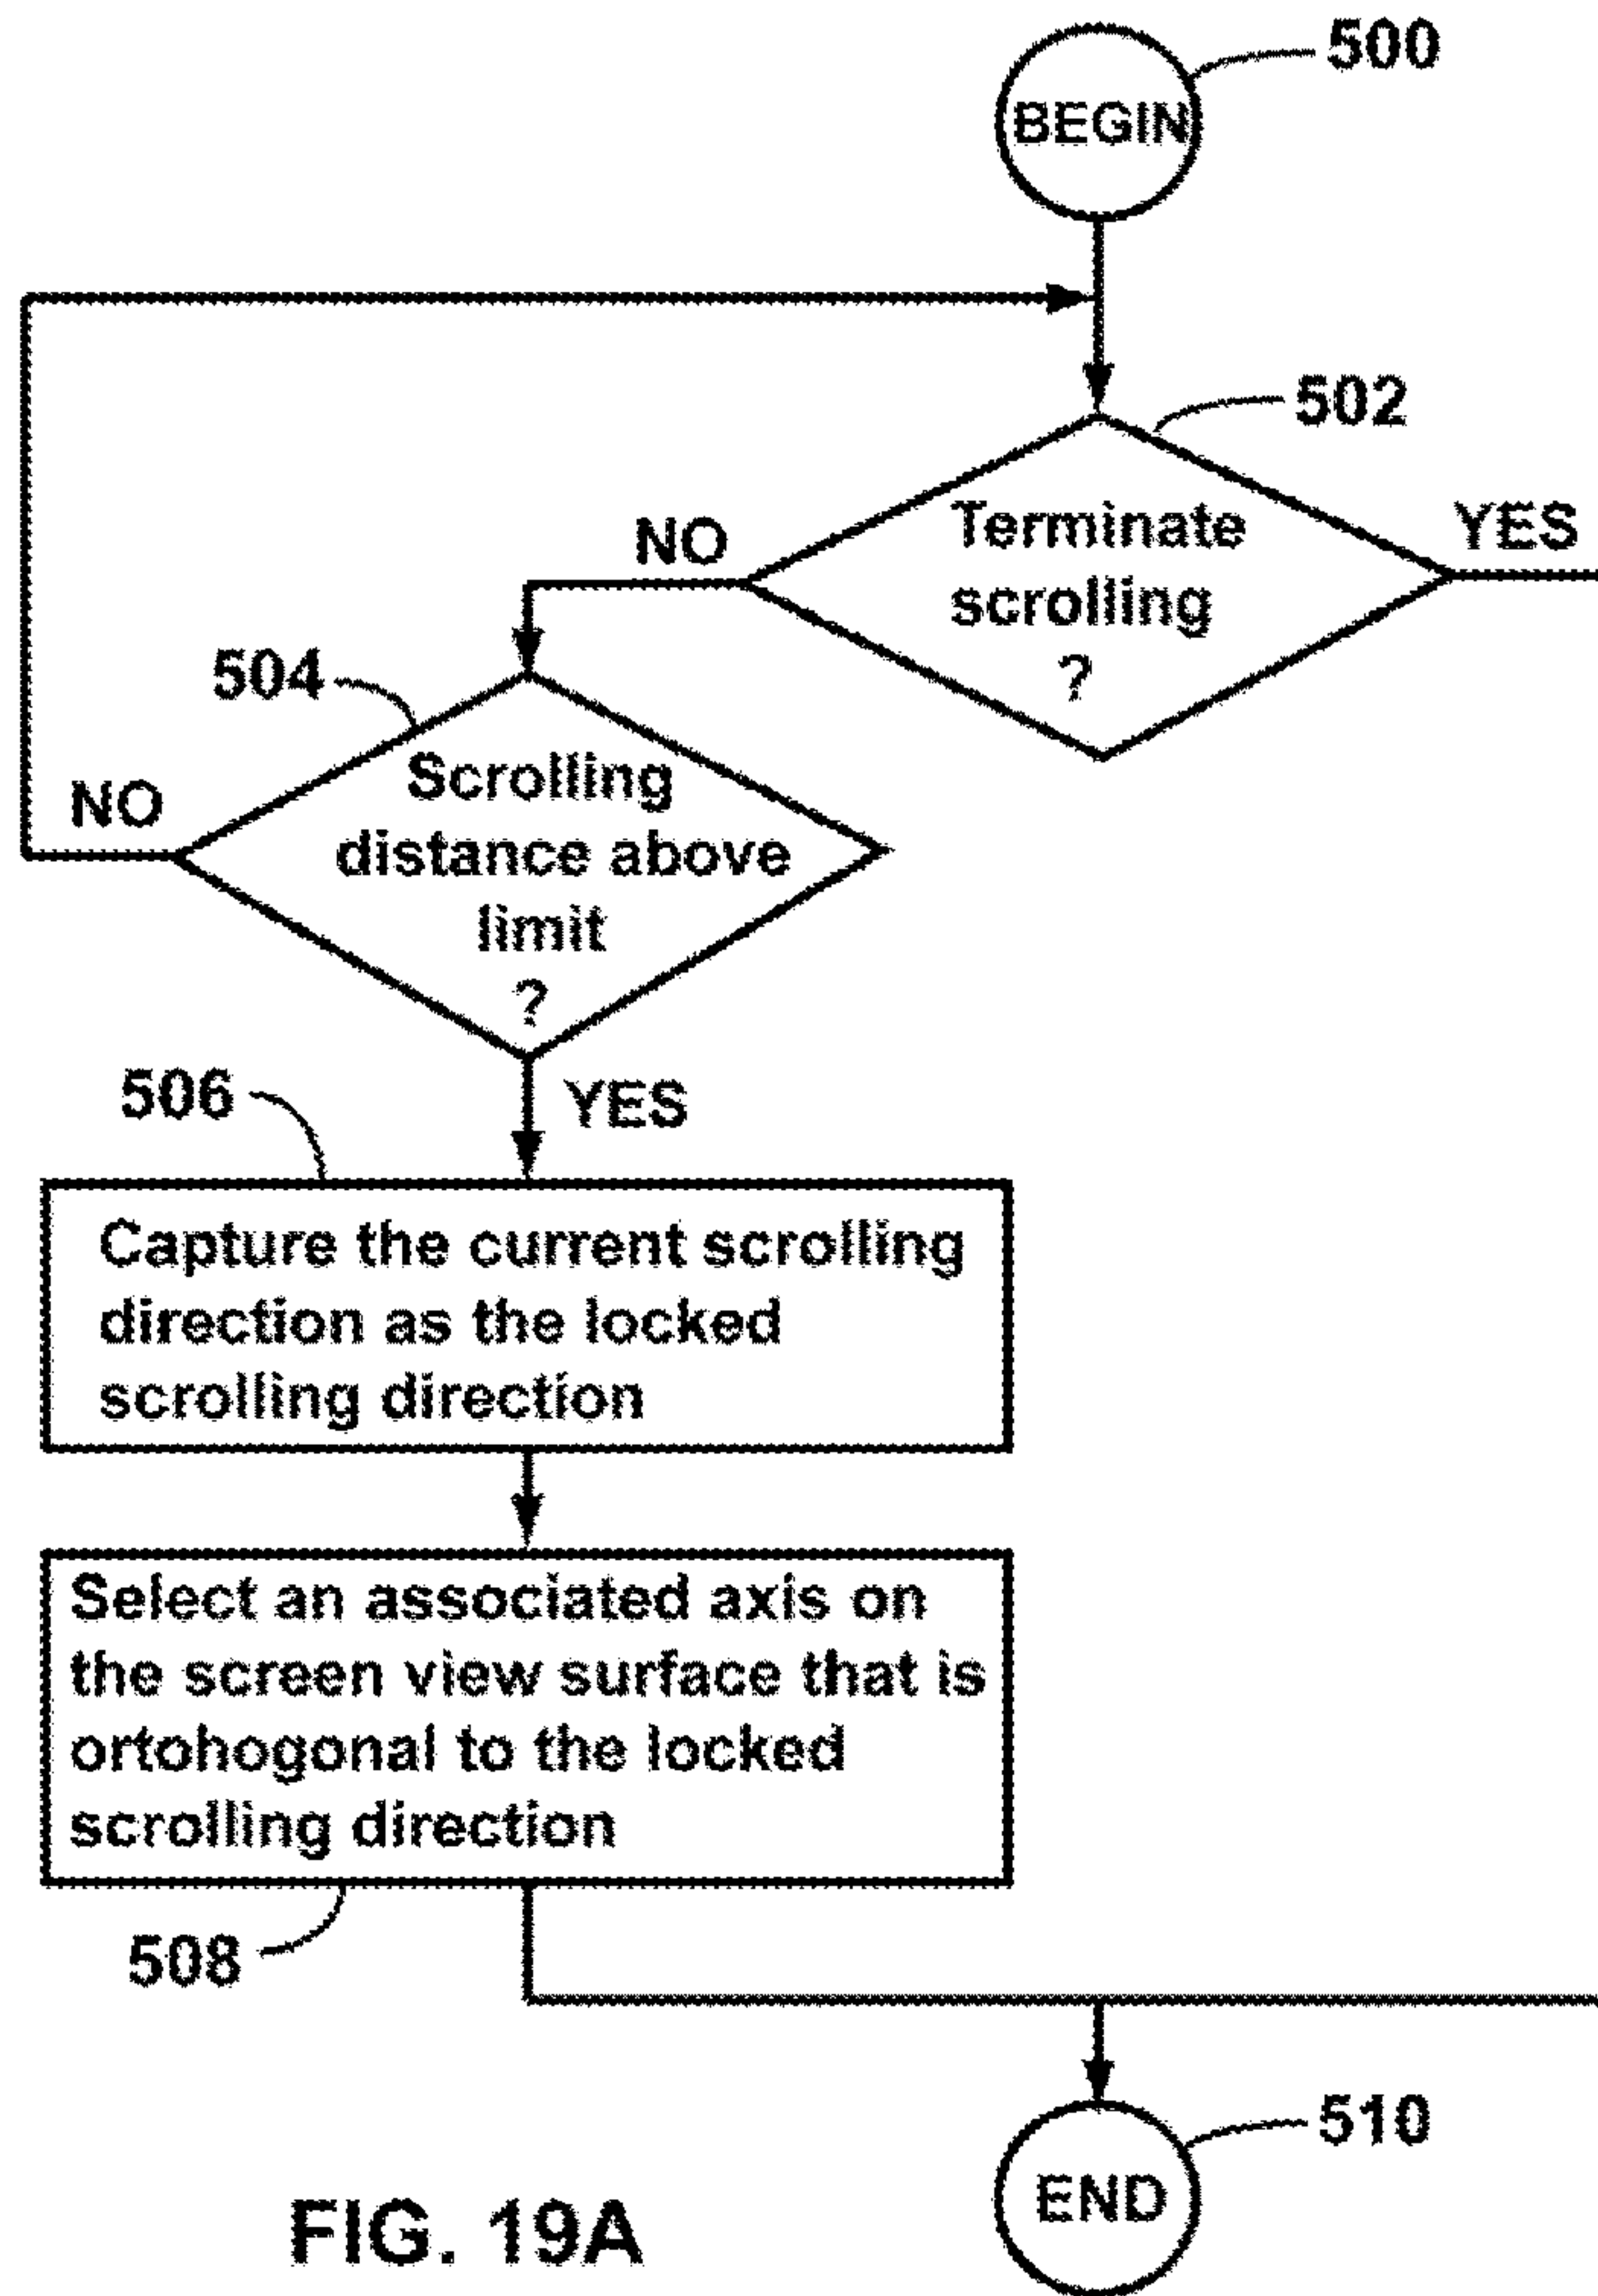 500
BEGIN
502
Terminate
scrolling
?
NO
YES
504
Scrolling
distance above
limit
?
NO
YES
506
Capture the current scrolling
direction as the locked
scrolling direction
Select an associated axis on
the screen view surface that is
ortohogonal to the locked
scrolling direction
508
510
END
FIG. 19A